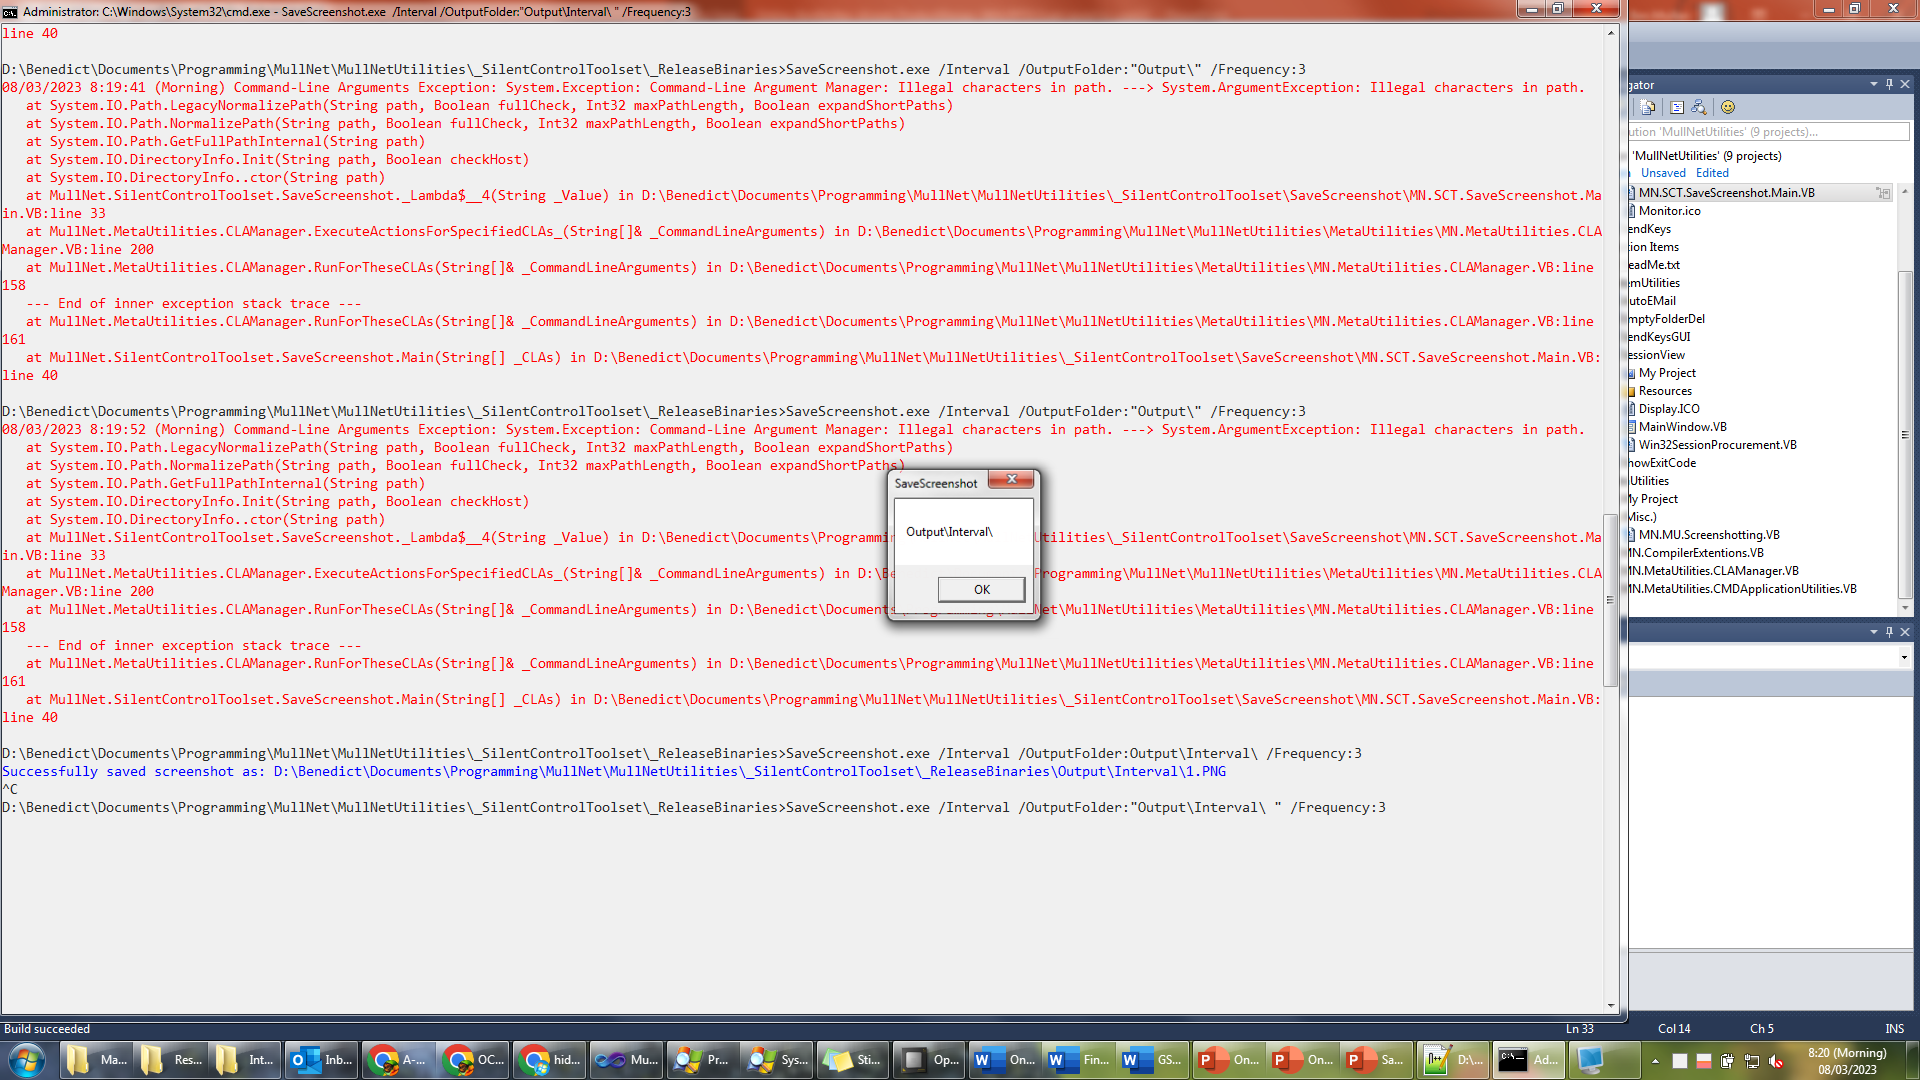 Administrator: C:\Windows\System32\cmd.exe - SaveScreenshot.exe  /Interval /OutputFolder:"Output\Interval\ " /Frequency:3
line 40
D:\Benedict\Documents\Programming\MullNet\MullNetUtilities\_SilentControlToolset\_ReleaseBinaries>SaveScreenshot.exe /Interval /OutputFolder:"Output\" /Frequency:3
08/03/2023 8:19:41 (Morning) Command-Line Arguments Exception: System.Exception: Command-Line Argument Manager: Illegal characters in path. ---> System.ArgumentException: Illegal characters in path.
at System.IO.Path.LegacyNormalizePath(String path, Boolean fullCheck, Int32 maxPathLength, Boolean expandShortPaths)
at System.IO.Path.NormalizePath(String path, Boolean fullCheck, Int32 maxPathLength, Boolean expandShortPaths)
at System.IO.Path.GetFullPathInternal(String path)
at System.IO.DirectoryInfo.Init(String path, Boolean checkHost)
at System.IO.DirectoryInfo..ctor(String path)
at MullNet.SilentControlToolset.SaveScreenshot._Lambda$__4(String _Value) in D:\Benedict\Documents\Programming\MullNet\MullNetUtilities\_SilentControlToolset\SaveScreenshot\MN.SCT.SaveScreenshot.Ma
in.VB:line 33
at MullNet.MetaUtilities.CLAManager.ExecuteActionsForSpecifiedCLAs_(String[]& _CommandLineArguments) in D:\Benedict\Documents\Programming\MullNet\MullNetUtilities\MetaUtilities\MN.MetaUtilities.CLA
Manager.VB:line 200
at MullNet.MetaUtilities.CLAManager.RunForTheseCLAs(String[]& _CommandLineArguments) in D:\Benedict\Documents\Programming\MullNet\MullNetUtilities\MetaUtilities\MN.MetaUtilities.CLAManager.VB:line
158
--- End of inner exception stack trace ---
at MullNet.MetaUtilities.CLAManager.RunForTheseCLAs(String[]& _CommandLineArguments) in D:\Benedict\Documents\Programming\MullNet\MullNetUtilities\MetaUtilities\MN.MetaUtilities.CLAManager.VB:line
161
at MullNet.SilentControlToolset.SaveScreenshot.Main(String[] _CLAs) in D:\Benedict\Documents\Programming\MullNet\MullNetUtilities\_SilentControlToolset\SaveScreenshot\MN.SCT.SaveScreenshot.Main.VB:
line 40
D:\Benedict\Documents\Programming\MullNet\MullNetUtilities\_SilentControlToolset\_ReleaseBinaries>SaveScreenshot.exe /Interval /OutputFolder:"Output\" /Frequency:3
08/03/2023 8:19:52 (Morning) Command-Line Arguments Exception: System.Exception: Command-Line Argument Manager: Illegal characters in path. ---> System.ArgumentException: Illegal characters in path.
at System.IO.Path.LegacyNormalizePath(String path, Boolean fullCheck, Int32 maxPathLength, Boolean expandShortPaths)
at System.IO.Path.NormalizePath(String path, Boolean fullCheck, Int32 maxPathLength, Boolean expandShortPaths)
at System.IO.Path.GetFullPathInternal(String path)
at System.IO.DirectoryInfo.Init(String path, Boolean checkHost)
at System.IO.DirectoryInfo..ctor(String path)
at MullNet.SilentControlToolset.SaveScreenshot._Lambda$__4(String _Value) in D:\Benedict\Documents\Programmi
Utilities\_SilentControlToolset\SaveScreenshot\MN.SCT.SaveScreenshot.Ma
in.VB:line 33
at MullNet.MetaUtilities.CLAManager.ExecuteActionsForSpecifiedCLAs_(String[]& _CommandLineArguments) in D:\B
Programming\MullNet\MullNetUtilities\MetaUtilities\MN.MetaUtilities.CLA
Manager.VB:line 200
at MullNet.MetaUtilities.CLAManager.RunForTheseCLAs(String[]& _CommandLineArguments) in D:\Benedict\Documents\Programming\MullNet\MullNetUtilities\MetaUtilities\MN.MetaUtilities.CLAManager.VB:line
158
--- End of inner exception stack trace ---
at MullNet.MetaUtilities.CLAManager.RunForTheseCLAs(String[]& _CommandLineArguments) in D:\Benedict\Documents\Programming\MullNet\MullNetUtilities\MetaUtilities\MN.MetaUtilities.CLAManager.VB:line
161
at MullNet.SilentControlToolset.SaveScreenshot.Main(String[] _CLAs) in D:\Benedict\Documents\Programming\MullNet\MullNetUtilities\_SilentControlToolset\SaveScreenshot\MN.SCT.SaveScreenshot.Main.VB:
line 40
D:\Benedict\Documents\Programming\MullNet\MullNetUtilities\_SilentControlToolset\_ReleaseBinaries>SaveScreenshot.exe /Interval /OutputFolder:Output\Interval\ /Frequency:3
Successfully saved screenshot as: D:\Benedict\Documents\Programming\MullNet\MullNetUtilities\_SilentControlToolset\_ReleaseBinaries\Output\Interval\1.PNG
^C
D:\Benedict\Documents\Programming\MullNet\MullNetUtilities\_SilentControlToolset\_ReleaseBinaries>SaveScreenshot.exe /Interval /OutputFolder:"Output\Interval\ " /Frequency:3
SaveScreenshot
Output\Interval\
OK
gator
ution 'MullNetUtilities' (9 projects)...
'MullNetUtilities' (9 projects)
Unsaved Edited
MN.SCT.SaveScreenshot.Main.VB
Monitor.ico
endKeys
tion Items
eadMe.txt
emUtilities
utoEMail
mptyFolderDel
endKeysGUI
essionView
My Project
Resources
Display.ICO
MainWindow.VB
Win32SessionProcurement.VB
howExitCode
Utilities
My Project
Misc.)
MN.MU.Screenshotting.VB
MN.CompilerExtentions.VB
MN.MetaUtilities.CLAManager.VB
MN.MetaUtilities.CMDApplicationUtilities.VB
Build succeeded
Ln 33 Col 14 Ch 5 INS
Ma... Res... Int... Inb... A-... OC... hid... Mu... Pr... Sys... Sti... Op... On... Fin... GS... On... On... Sa... D:\... Ad...
8:20 (Morning)
08/03/2023